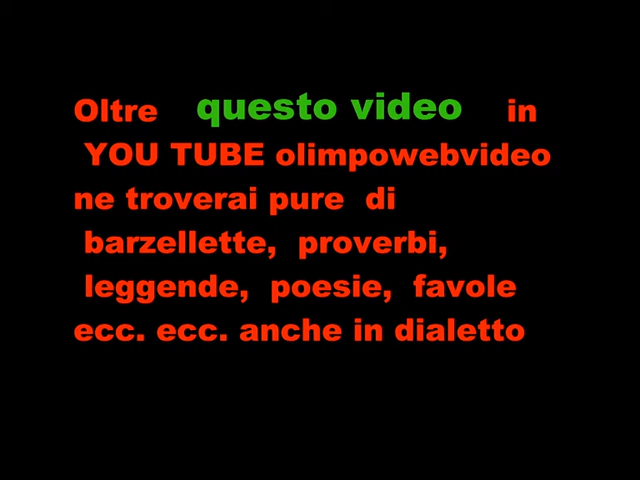 Oltre questo video in
YOU TUBE olimpowebvideo
ne troverai pure di
barzellette, proverbi,
leggende, poesie, favole
ecc. ecc. anche in dialetto